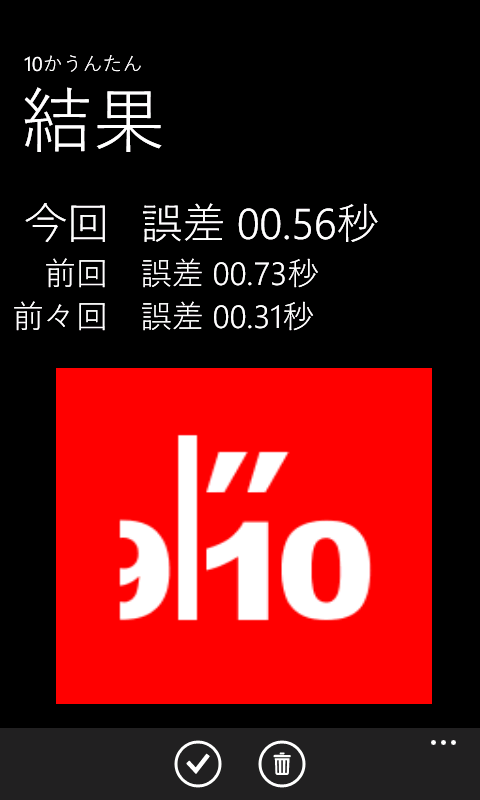 10かうんたん
結果
今回 誤差 00.56秒
前回 誤差 00.73秒
前々回 誤差 00.31秒
9 10